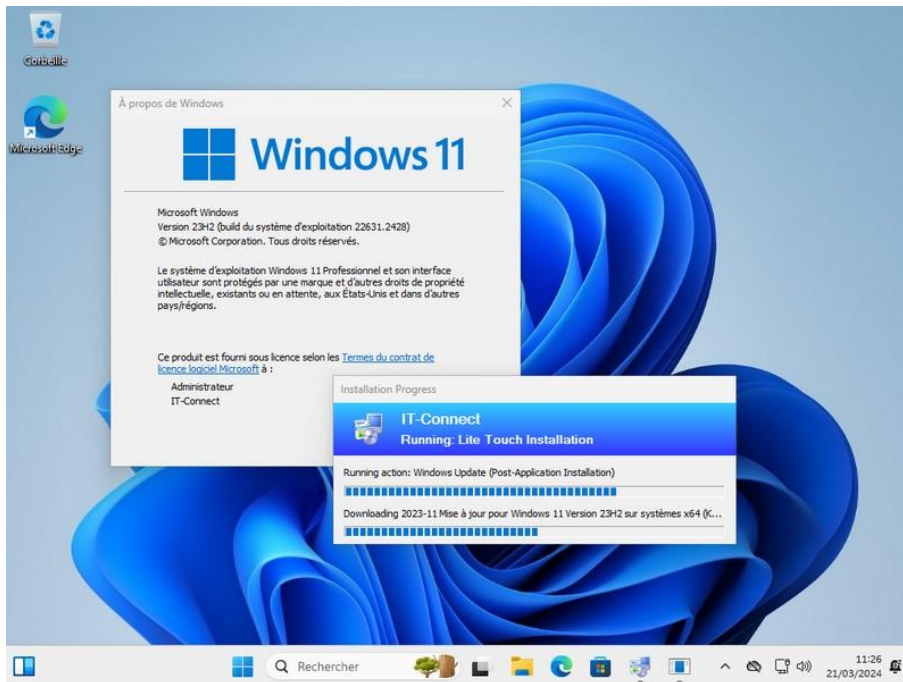 Corbeille
Microsoft Edge
À propos de Windows
Windows 11
Microsoft Windows
Version 23H2 (build du système d'exploitation 22631.2428)
© Microsoft Corporation. Tous droits réservés.
Le système d'exploitation Windows 11 Professionnel et son interface
utilisateur sont protégés par une marque et d'autres droits de propriété
intellectuelle, existants ou en attente, aux États-Unis et dans d'autres
pays/régions.
Ce produit est fourni sous licence selon les Termes du contrat de
licence logiciel Microsoft à :
Administrateur
IT-Connect
Installation Progress
IT-Connect
Running: Lite Touch Installation
Running action: Windows Update (Post-Application Installation)
Downloading 2023-11 Mise à jour pour Windows 11 Version 23H2 sur systèmes x64 (K...
Rechercher
11:26
21/03/2024